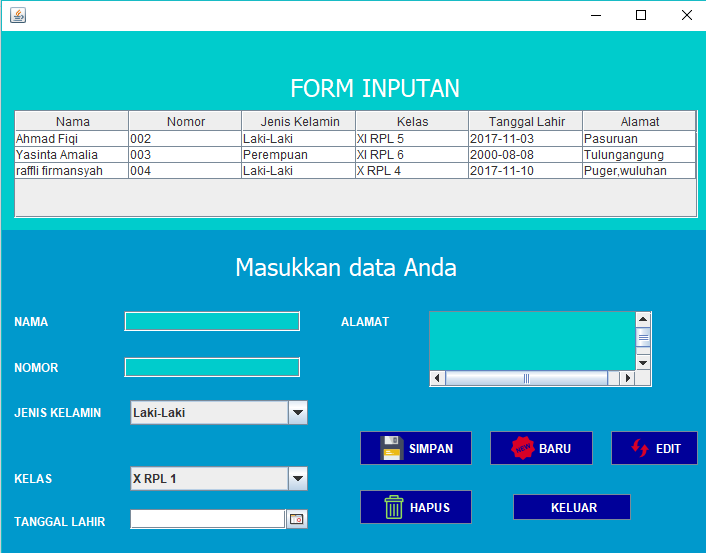 FORM INPUTAN
Nama Nomor Jenis Kelamin Kelas Tanggal Lahir Alamat
Ahmad Fiqi 002 Laki-Laki XI RPL 5 2017-11-03 Pasuruan
Yasinta Amalia 003 Perempuan XI RPL 6 2000-08-08 Tulungangung
raffli firmansyah 004 Laki-Laki X RPL 4 2017-11-10 Puger,wuluhan
Masukkan data Anda
NAMA
ALAMAT
NOMOR
JENIS KELAMIN Laki-Laki
SIMPAN NEW BARU EDIT
KELAS X RPL 1
HAPUS KELUAR
TANGGAL LAHIR